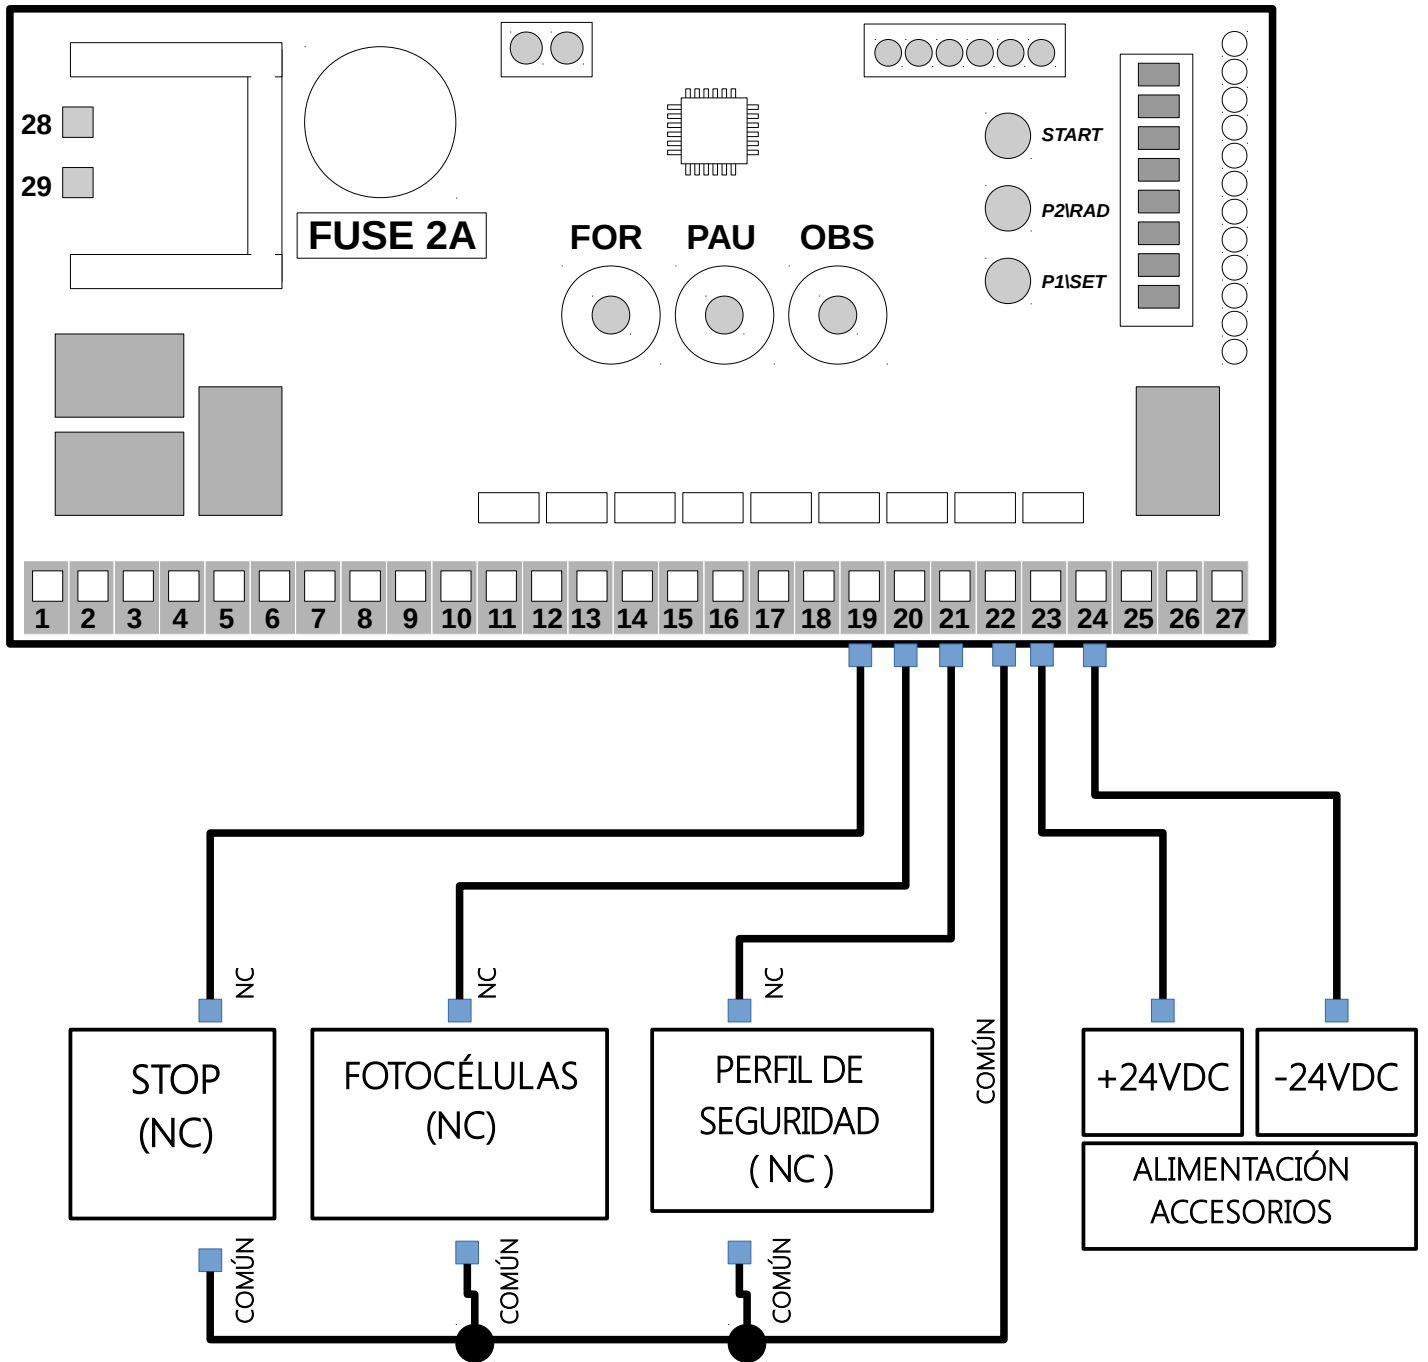 28
29
FUSE 2A
FOR PAU OBS
START
P2\RAD
P1\SET
1 2 3 4 5 6 7 8 9 10 11 12 13 14 15 16 17 18 19 20 21 22 23 24 25 26 27
NC
NC
NC
COMÚN
STOP
(NC)
FOTOCÉLULAS
(NC)
PERFIL DE
SEGURIDAD
( NC )
+24VDC
-24VDC
ALIMENTACIÓN
ACCESORIOS
COMÚN
COMÚN
COMÚN